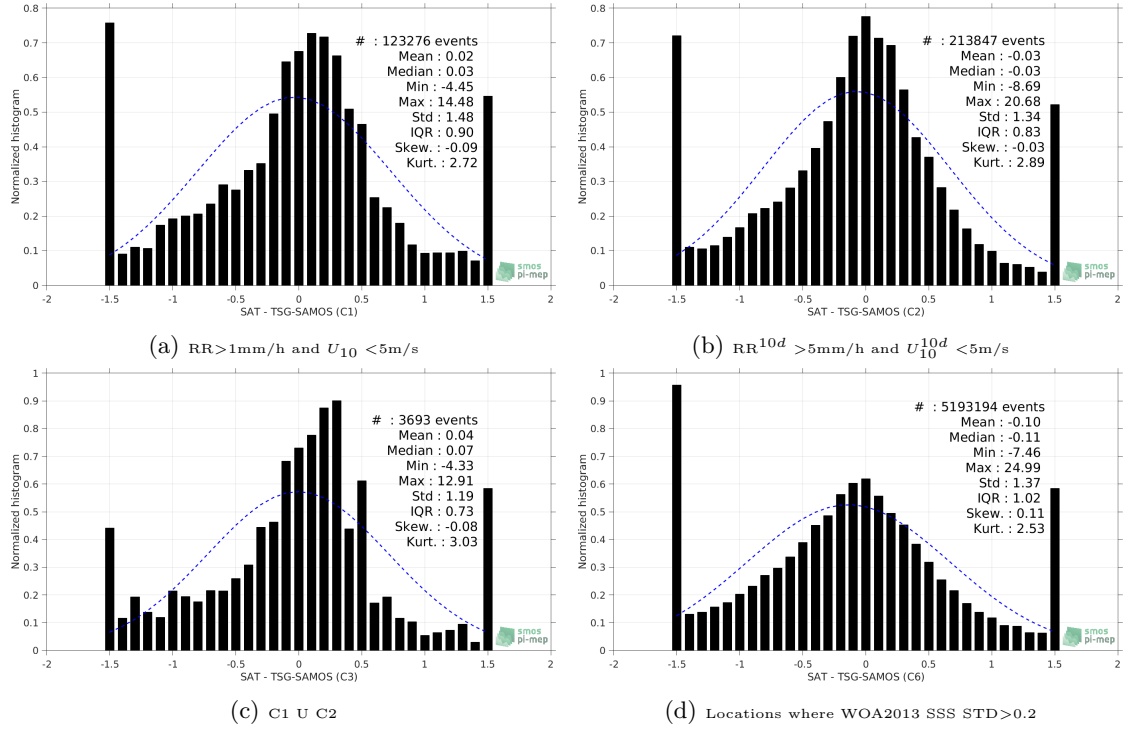 0.8
0.7
0.6
0.5
0.4
0.3
0.2
0.1
0
Normalized histogram
# : 123276 events
Mean : 0.02
Median : 0.03
Min : -4.45
Max : 14.48
Std : 1.48
IQR : 0.90
Skew. : -0.09
Kurt. : 2.72
smos
pi-mep
-2 -1.5 -1 -0.5 0 0.5 1 1.5 2
SAT - TSG-SAMOS (C1)
(a) RR>1mm/h and U10 <5m/s
0.8
0.7
0.6
0.5
0.4
0.3
0.2
0.1
0
Normalized histogram
# : 213847 events
Mean : -0.03
Median : -0.03
Min : -8.69
Max : 20.68
Std : 1.34
IQR : 0.83
Skew. : -0.03
Kurt. : 2.89
smos
pi-mep
-2 -1.5 -1 -0.5 0 0.5 1 1.5 2
SAT - TSG-SAMOS (C2)
(b) RR10d >5mm/h and U10 10d <5m/s
1
0.9
0.8
0.7
0.6
0.5
0.4
0.3
0.2
0.1
0
Normalized histogram
# : 3693 events
Mean : 0.04
Median : 0.07
Min : -4.33
Max : 12.91
Std : 1.19
IQR : 0.73
Skew. : -0.08
Kurt. : 3.03
smos
pi-mep
-2 -1.5 -1 -0.5 0 0.5 1 1.5 2
SAT - TSG-SAMOS (C3)
(c) C1 U C2
1
0.9
0.8
0.7
0.6
0.5
0.4
0.3
0.2
0.1
0
Normalized histogram
# : 5193194 events
Mean : -0.10
Median : -0.11
Min : -7.46
Max : 24.99
Std : 1.37
IQR : 1.02
Skew. : 0.11
Kurt. : 2.53
smos
pi-mep
-2 -1.5 -1 -0.5 0 0.5 1 1.5 2
SAT - TSG-SAMOS (C6)
(d) Locations where WOA2013 SSS STD>0.2